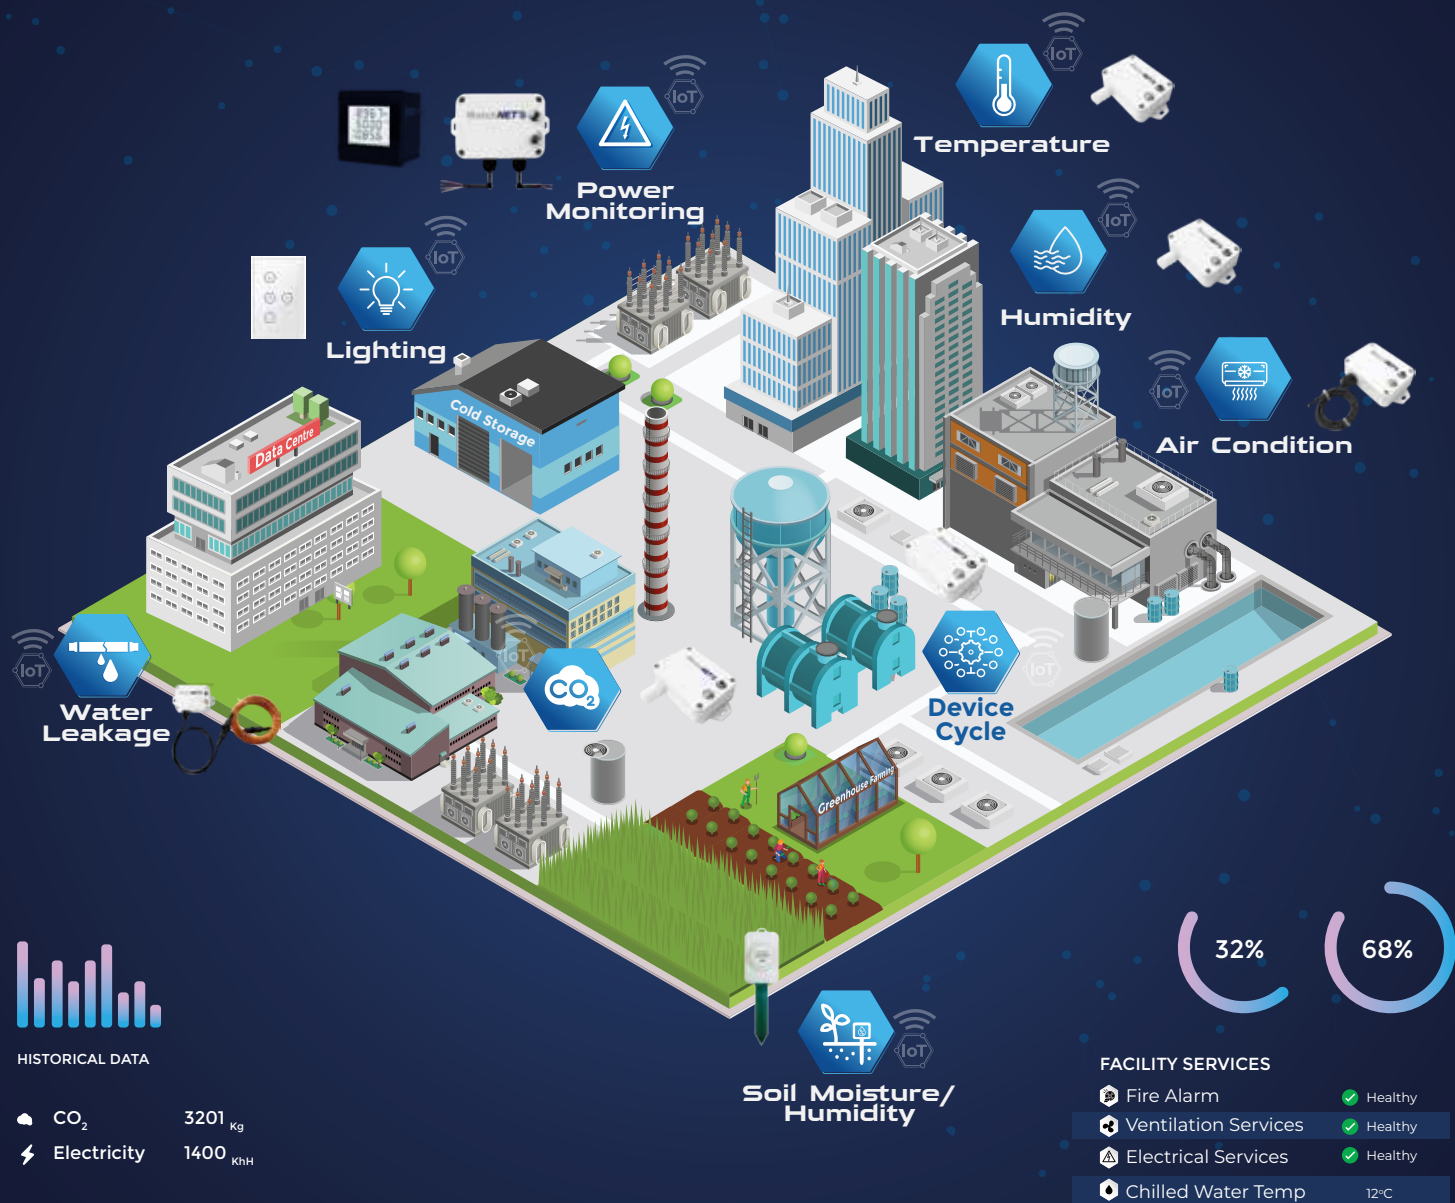 IoT
Temperature
IoT
Power
Monitoring
IoT
Humidity
IoT
Lighting
IoT
Air Condition
Cold Storage
Data Centre
IoT
Water
Leakage
IoT
CO2
IoT
Device
Cycle
Greenhouse Farming
32%
68%
HISTORICAL DATA
CO2 3201 Kg
Electricity 1400 KhH
IoT
Soil Moisture/
Humidity
FACILITY SERVICES
Fire Alarm Healthy
Ventilation Services Healthy
Electrical Services Healthy
Chilled Water Temp 12°C